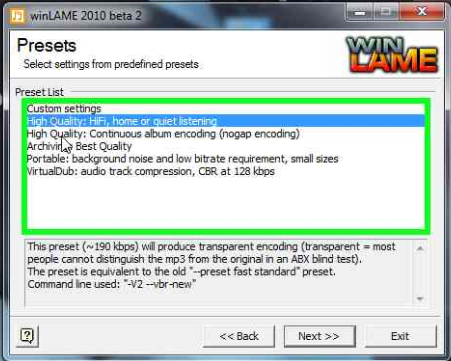 winLAME 2010 beta 2
Presets
Select settings from predefined presets
WIN
LAME
Preset List
Custom settings
High Quality: HiFi, home or quiet listening
High Quality: Continuous album encoding (nogap encoding)
Archiving Best Quality
Portable: background noise and low bitrate requirement, small sizes
VirtualDub: audio track compression, CBR at 128 kbps
This preset (~190 kbps) will produce transparent encoding (transparent = most
people cannot distinguish the mp3 from the original in an ABX blind test).
The preset is equivalent to the old "--preset fast standard" preset.
Command line used: "-V2 --vbr-new"
?
<< Back
Next >>
Exit